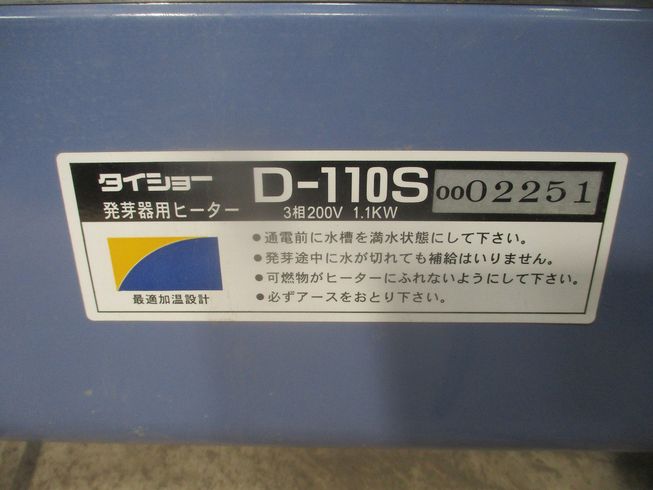 タイショー D-110S 0002251
発芽器用ヒーター 3相200V 1.1KW
●通電前に水槽を満水状態にして下さい。
●発芽途中に水が切れても補給はいりません。
●可燃物がヒーターにふれないようにして下さい。
●必ずアースをおとり下さい。
最適加温設計